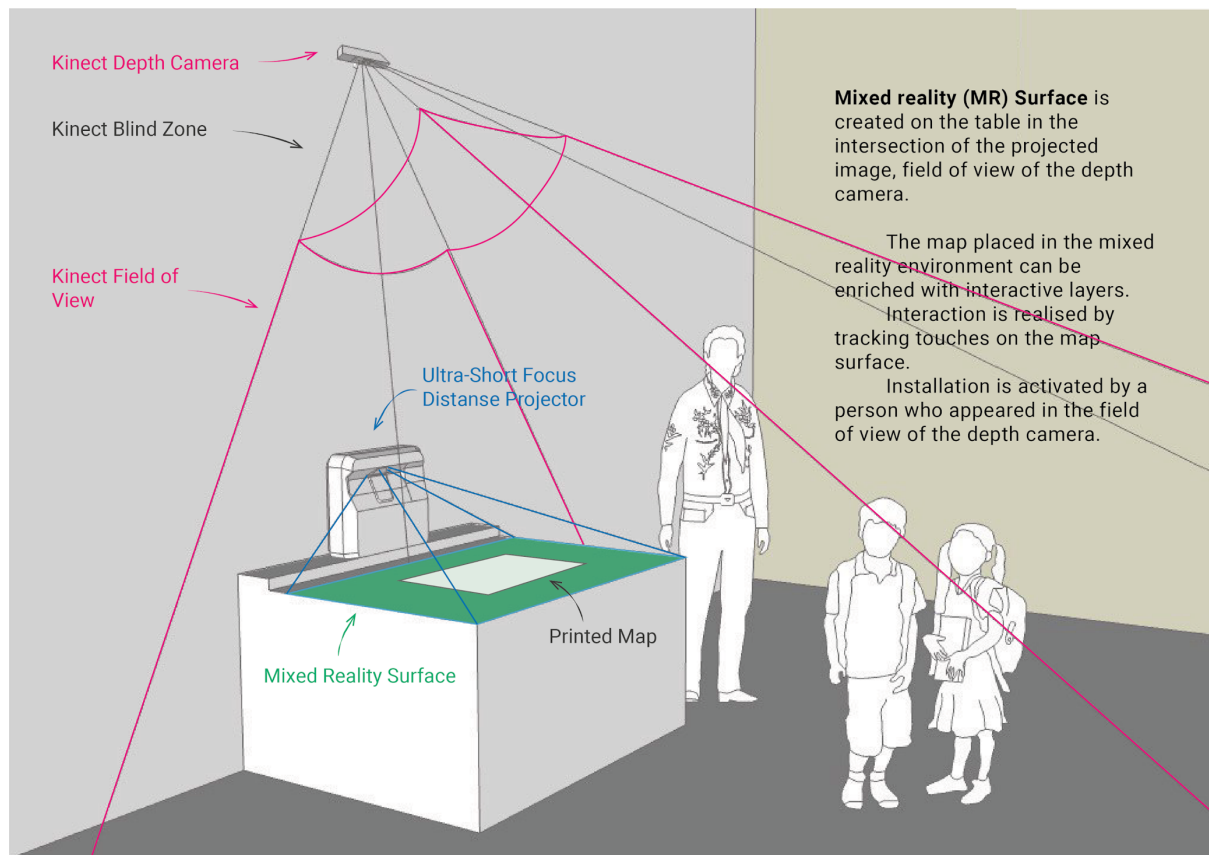 Kinect Depth Camera
Kinect Blind Zone
Kinect Field of
View
Ultra-Short Focus
Distanse Projector
Printed Map
Mixed Reality Surface
Mixed reality (MR) Surface is
created on the table in the
intersection of the projected
image, field of view of the depth
camera.
The map placed in the mixed
reality environment can be
enriched with interactive layers.
Interaction is realised by
tracking touches on the map
surface.
Installation is activated by a
person who appeared in the field
of view of the depth camera.